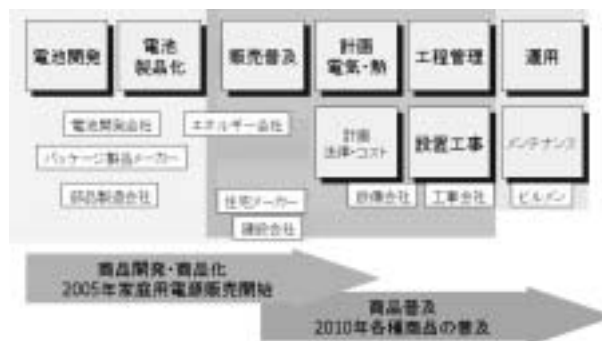 電池開発
電池
製品化
販売普及
計画
電気・熱
工程管理
運用
電池開発会社
エネルギー会社
計画
法律・コスト
設置工事
メンテナンス
パッケージ製品メーカー
部品製造会社
住宅メーカー
設備会社
工事会社
ビルメン
建設会社
商品開発・商品化
2005年家庭用電源販売開始
商品普及
2010年各種商品の普及